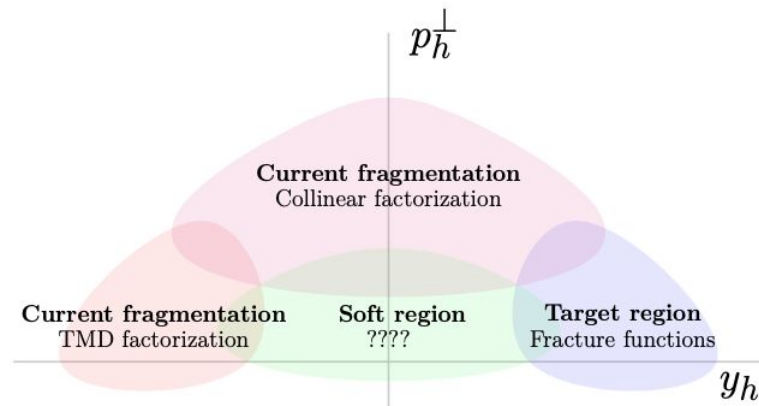 p_h^⊥
Current fragmentation
Collinear factorization
Current fragmentation
TMD factorization
Soft region
????
Target region
Fracture functions
y_h